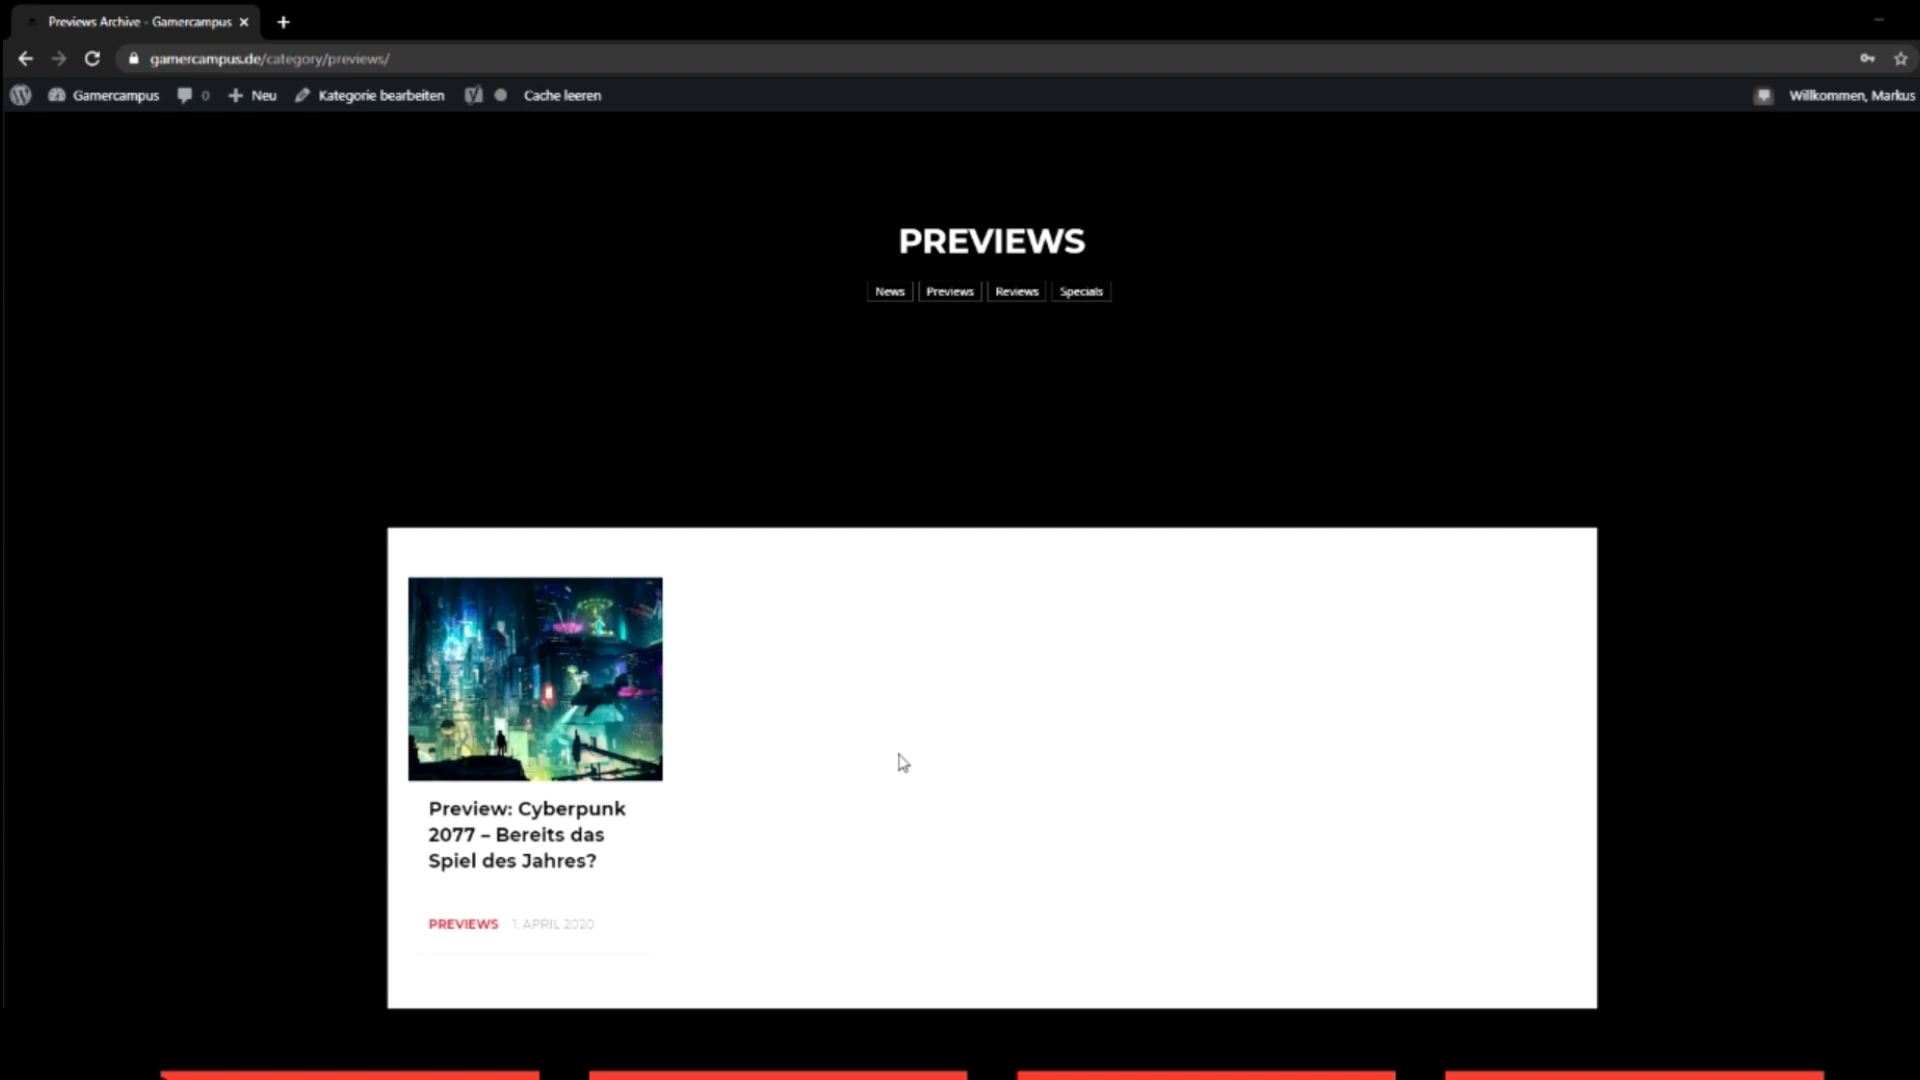 Previews Archive - Gamercampus
gamercampus.de/category/previews/
Gamercampus 0 Neu Kategorie bearbeiten Cache leeren Willkommen, Markus
PREVIEWS
News Previews Reviews Specials
Preview: Cyberpunk
2077 – Bereits das
Spiel des Jahres?
PREVIEWS 1. APRIL 2020